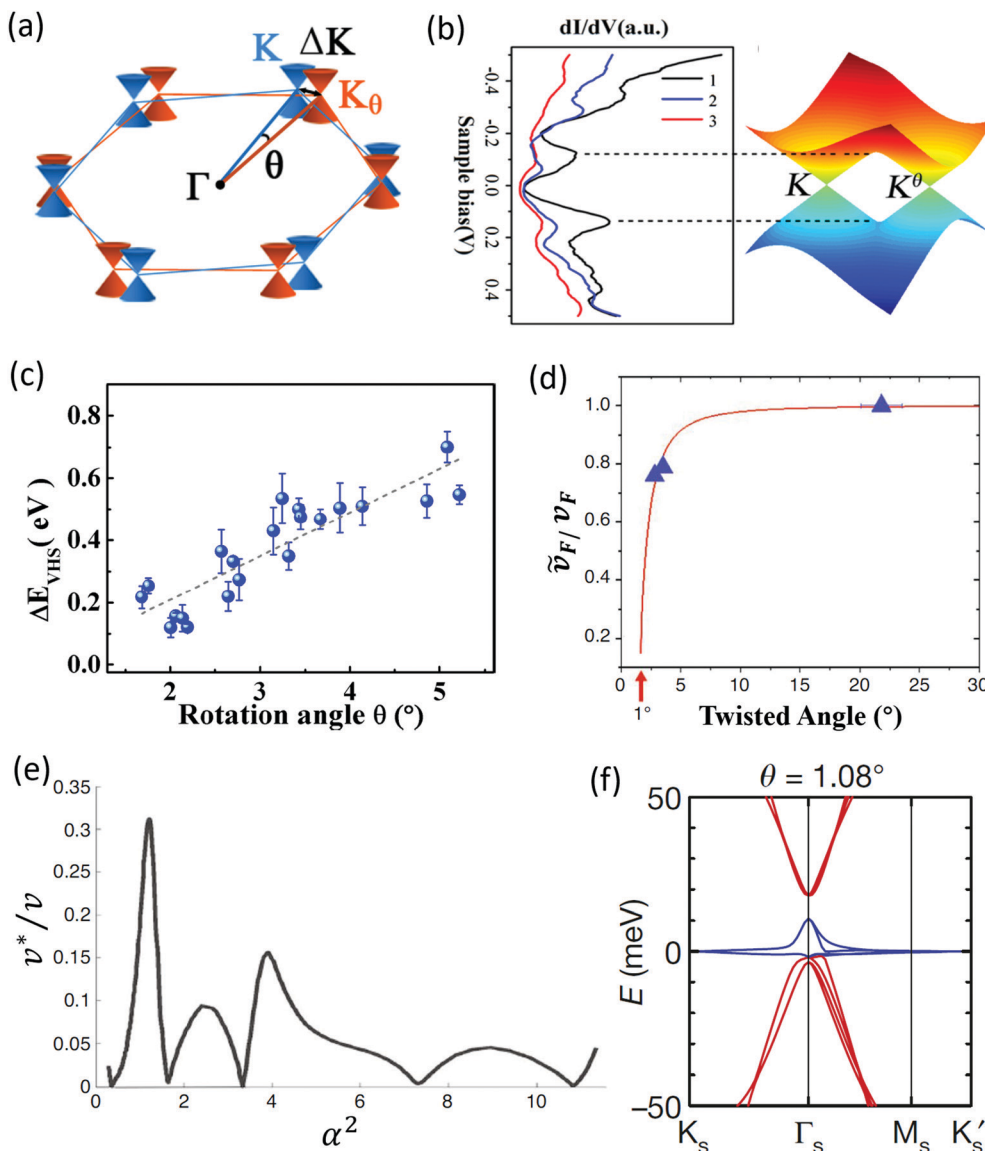 (a)
K
ΔK
K_θ
θ
Γ
(b)
dI/dV(a.u.)
-0.4
-0.2
0.0
0.2
0.4
Sample bias(V)
1
2
3
K
K^θ
(c)
0.8
0.6
0.4
0.2
0.0
ΔE_VHS( eV)
2
3
4
5
Rotation angle θ (°)
(d)
1.0
0.8
0.6
0.4
0.2
ṽ_F/ v_F
0
5
10
15
20
25
30
1°
Twisted Angle (°)
(e)
0.35
0.3
0.25
0.2
0.15
0.1
0.05
0
v*/v
0
2
4
6
8
10
α²
(f)
θ = 1.08°
50
0
−50
E (meV)
K_s
Γ_s
M_s
K_s′